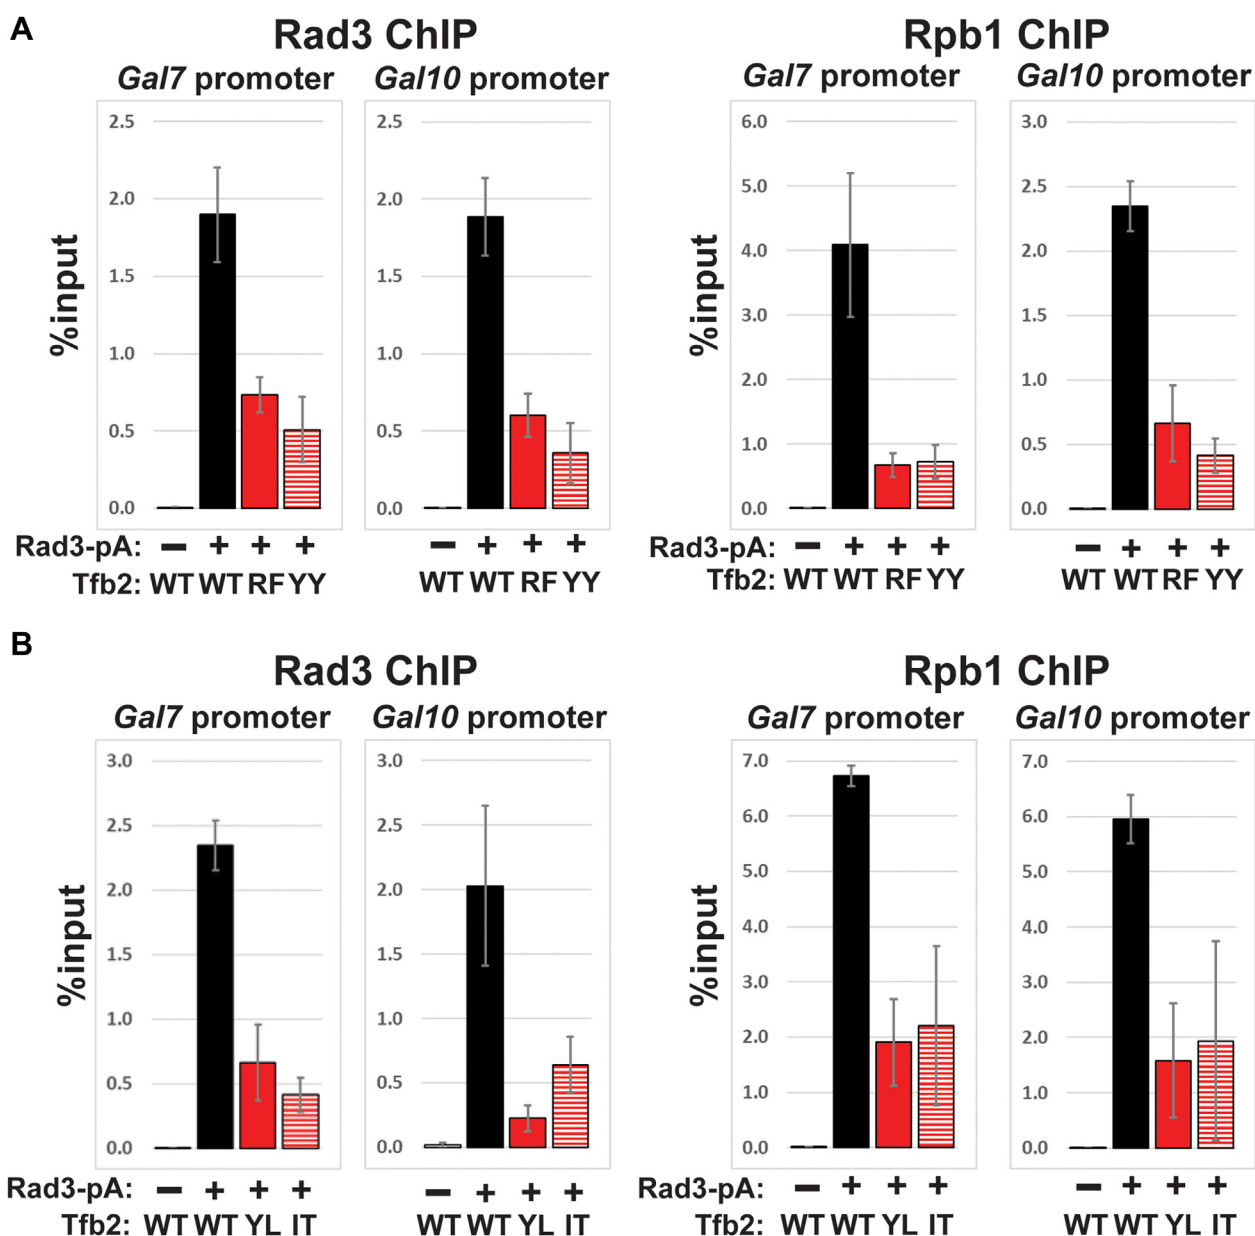 A
Rad3 ChIP
Rpb1 ChIP
Gal7 promoter
Gal10 promoter
Gal7 promoter
Gal10 promoter
%input
2.5
2.0
1.5
1.0
0.5
0.0
2.5
2.0
1.5
1.0
0.5
0.0
%input
6.0
5.0
4.0
3.0
2.0
1.0
0.0
3.0
2.5
2.0
1.5
1.0
0.5
0.0
Rad3-pA: − + + + − + + +
Tfb2: WT WT RF YY WT WT RF YY
Rad3-pA: − + + + − + + +
Tfb2: WT WT RF YY WT WT RF YY
B
Rad3 ChIP
Rpb1 ChIP
Gal7 promoter
Gal10 promoter
Gal7 promoter
Gal10 promoter
%input
3.0
2.5
2.0
1.5
1.0
0.5
0.0
3.0
2.5
2.0
1.5
1.0
0.5
0.0
%input
7.0
6.0
5.0
4.0
3.0
2.0
1.0
0.0
7.0
6.0
5.0
4.0
3.0
2.0
1.0
0.0
Rad3-pA: − + + + − + + +
Tfb2: WT WT YL IT WT WT YL IT
Rad3-pA: − + + + − + + +
Tfb2: WT WT YL IT WT WT YL IT